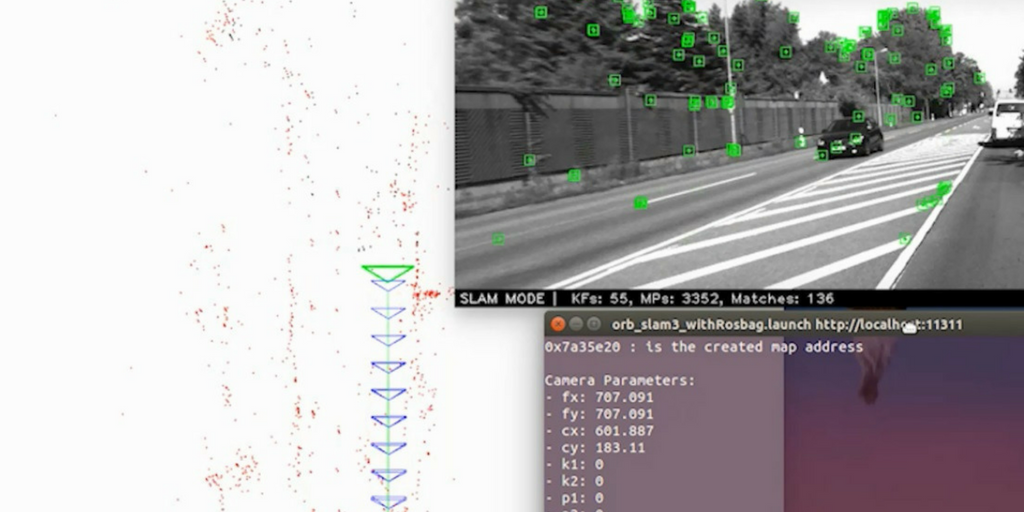 SLAM MODE | KFs: 55, MPs: 3352, Matches: 136
orb_slam3_withRosbag.launch http://localhost:11311
0x7a35e20 : is the created map address
Camera Parameters:
- fx: 707.091
- fy: 707.091
- cx: 601.887
- cy: 183.11
- k1: 0
- k2: 0
- p1: 0